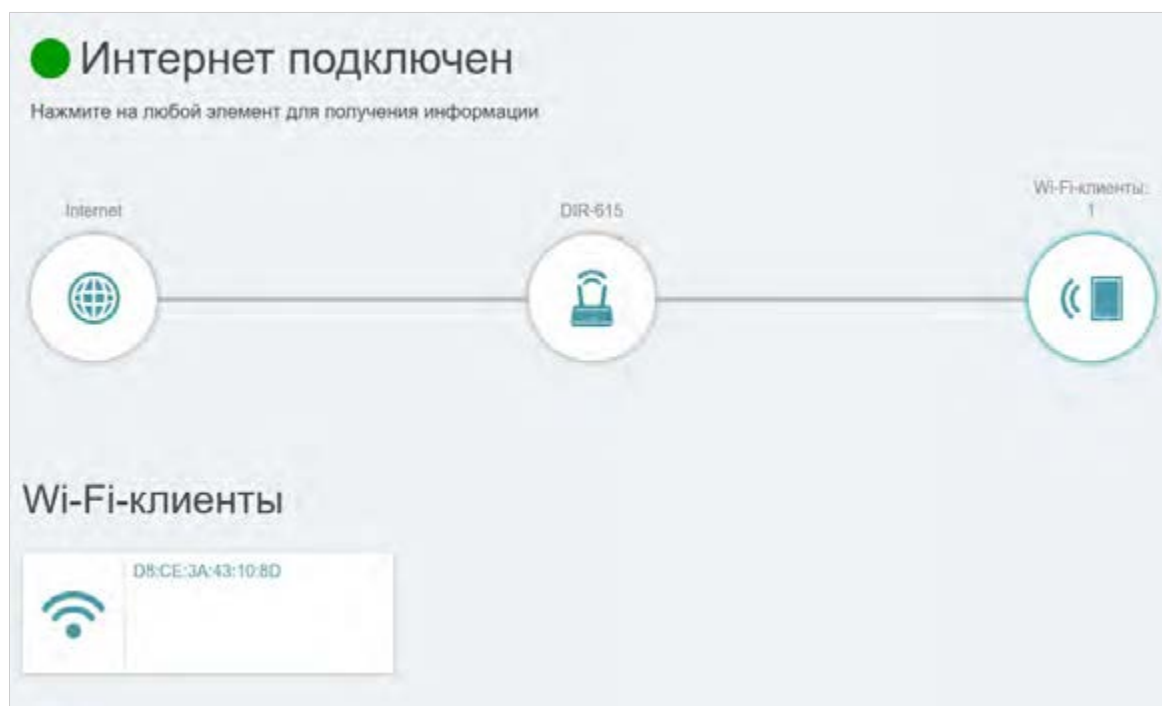 Интернет подключен
Нажмите на любой элемент для получения информации
Internet
DIR-615
Wi-Fi-клиенты:
1
Wi-Fi-клиенты
D8:CE:3A:43:10:8D